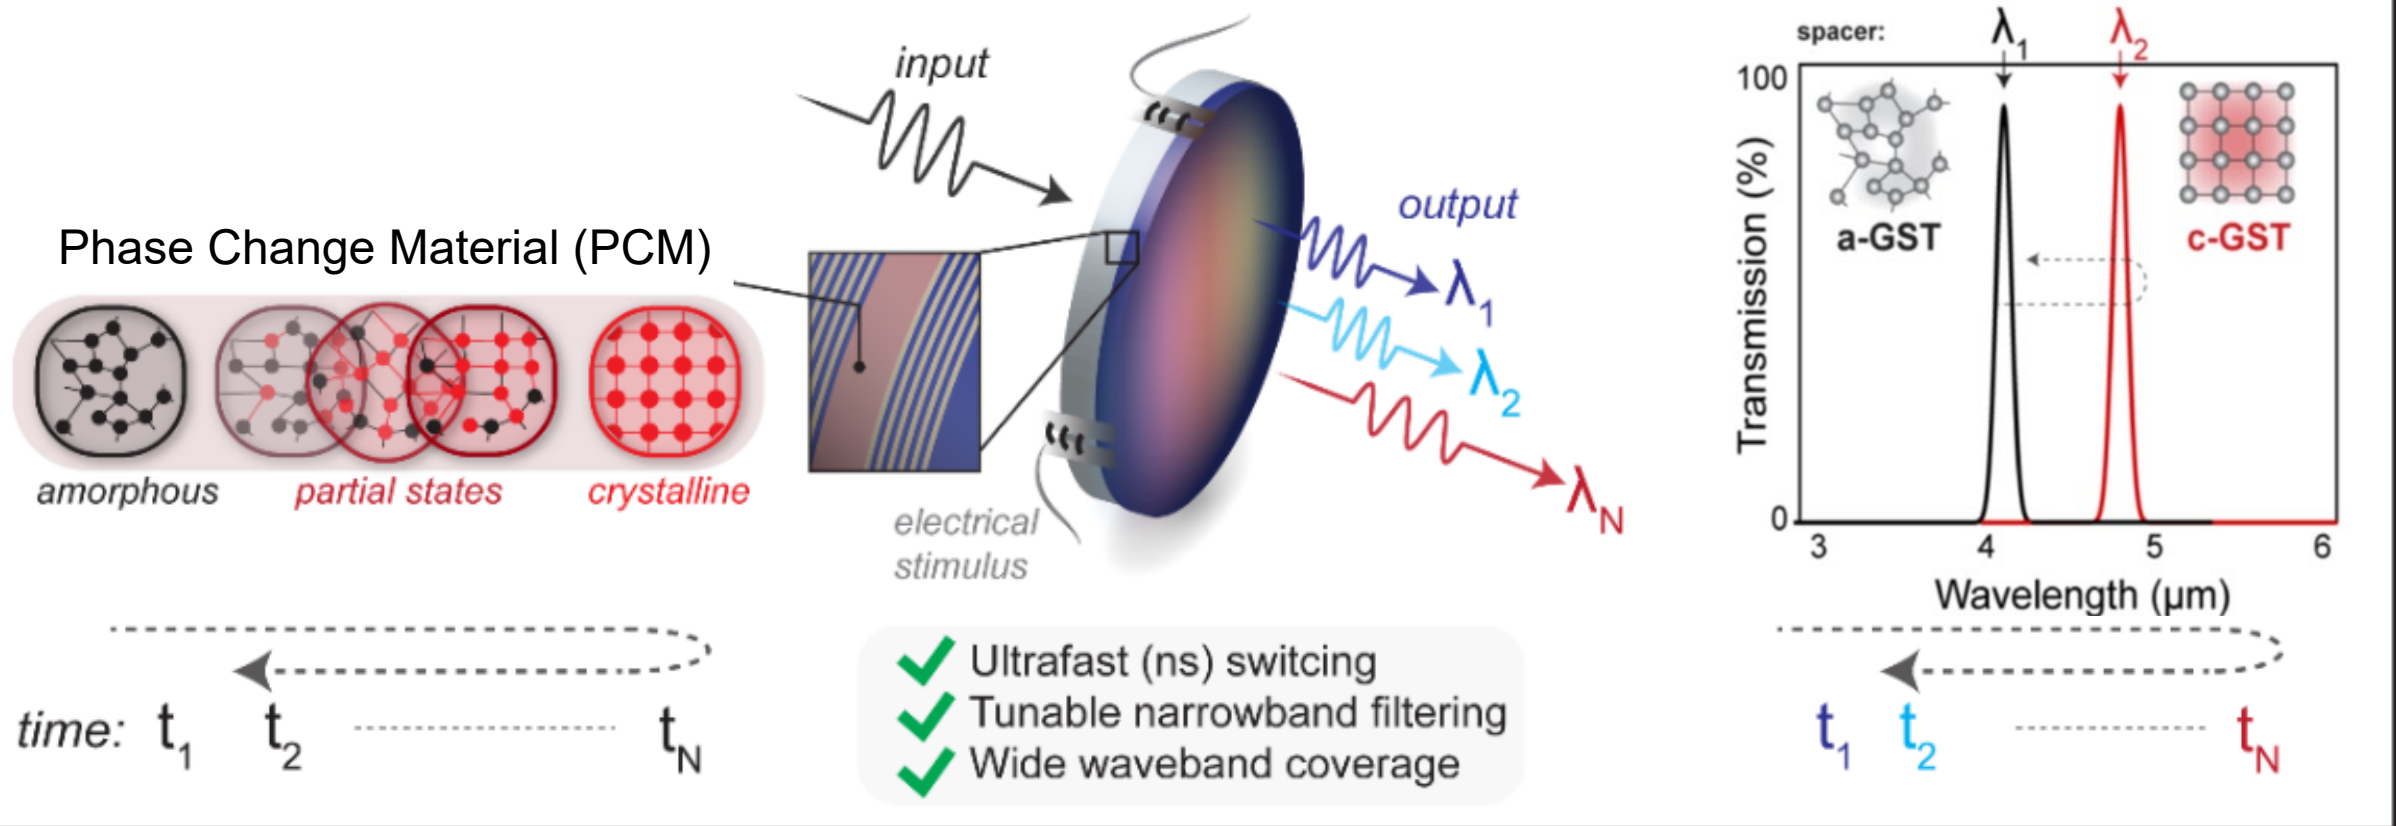 Phase Change Material (PCM)
amorphous
partial states
crystalline
time: t1 t2 tN
input
output
λ1
λ2
λN
electrical
stimulus
Ultrafast (ns) switcing
Tunable narrowband filtering
Wide waveband coverage
spacer: λ1 λ2
100
a-GST
c-GST
Transmission (%)
0
3 4 5 6
Wavelength (μm)
t1 t2 tN